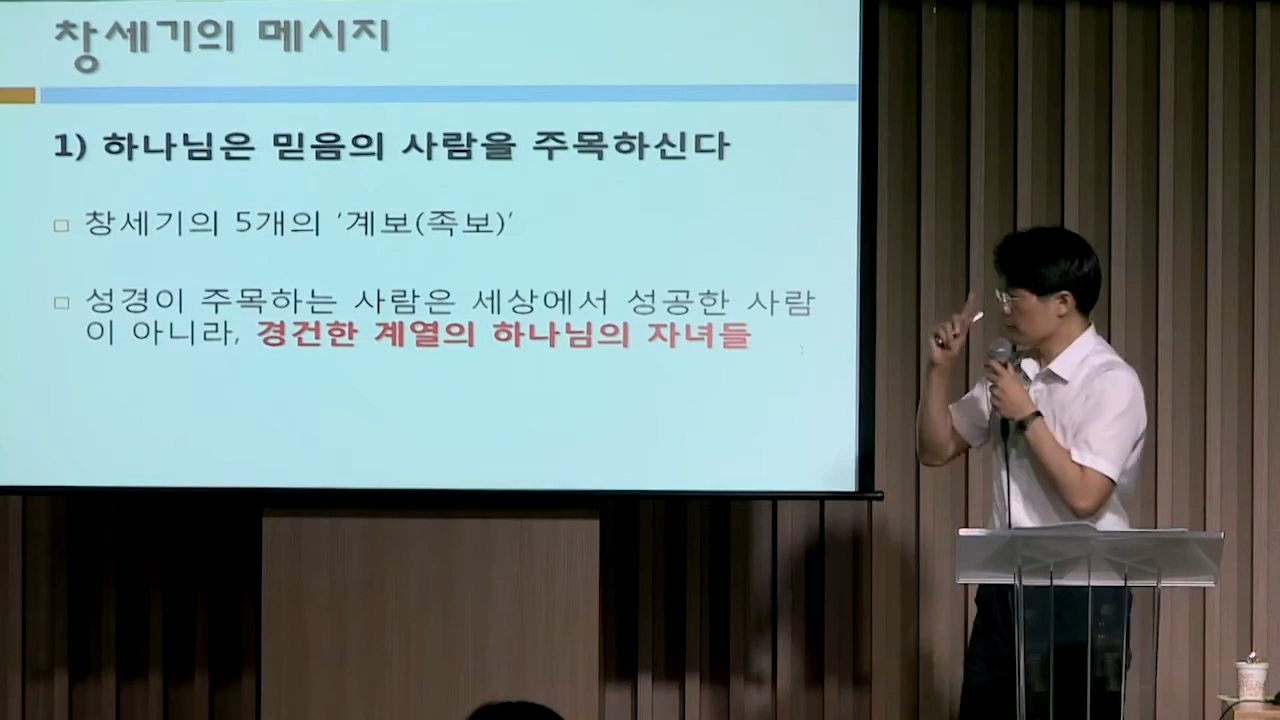 창세기의 메시지
1) 하나님은 믿음의 사람을 주목하신다
창세기의 5개의 '계보(족보)'
성경이 주목하는 사람은 세상에서 성공한 사람
이 아니라, 경건한 계열의 하나님의 자녀들